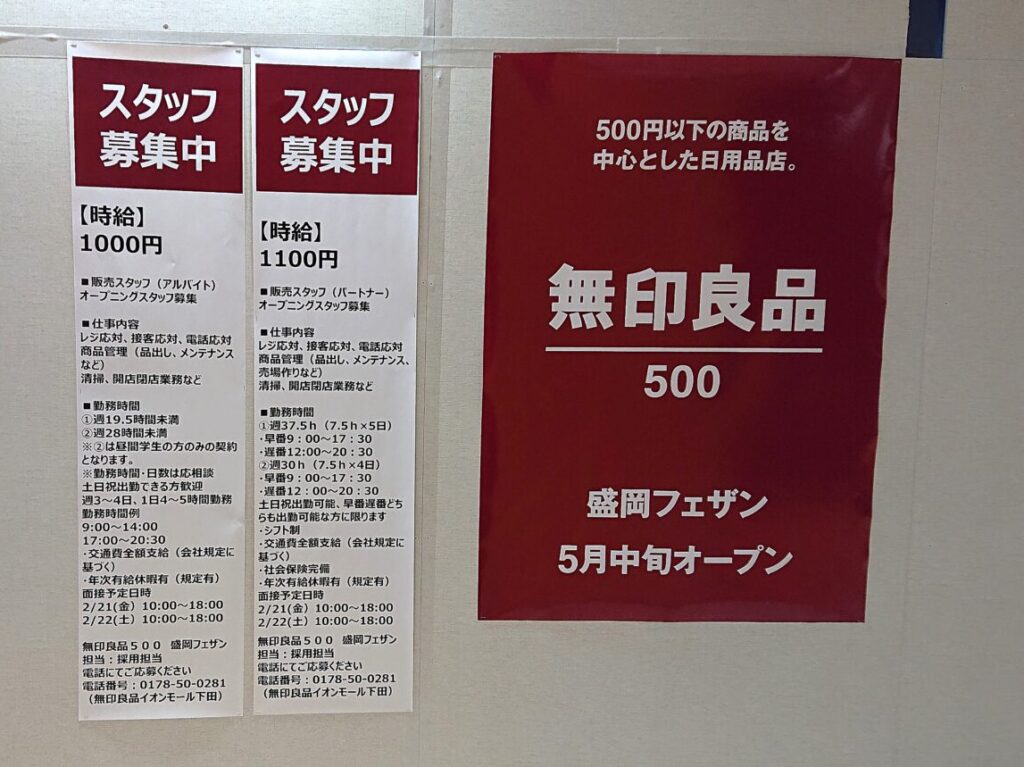 スタッフ
募集中
【時給】
1000円
■販売スタッフ（アルバイト）
オープニングスタッフ募集
■仕事内容
レジ応対、接客応対、電話応対
商品管理（品出し、メンテナンス
など）
清掃、開店閉店業務など
■勤務時間
①週19.5時間未満
②週28時間未満
※②は昼間学生の方のみの契約
となります。
※勤務時間・日数は応相談
土日祝出勤できる方歓迎
週3～4日、1日4～5時間勤務
勤務時間例
9:00～14:00
17:00～20:30
・交通費全額支給（会社規定に
基づく）
・年次有給休暇有（規定有）
面接予定日時
2/21(金）10:00～18:00
2/22(土）10:00～18:00
無印良品５００　盛岡フェザン
担当：採用担当
電話にてご応募ください
電話番号：0178-50-0281
（無印良品イオンモール下田）
スタッフ
募集中
【時給】
1100円
■販売スタッフ（パートナー）
オープニングスタッフ募集
■仕事内容
レジ応対、接客応対、電話応対
商品管理（品出し、メンテナンス、
売場作りなど）
清掃、開店閉店業務など
■勤務時間
①週37.5ｈ（7.5ｈ×5日）
・早番9：00～17：30
・遅番12:00～20：30
②週30ｈ（7.5ｈ×4日）
・早番9：00～17：30
・遅番12：00～20：30
土日祝出勤可能、早番遅番どち
らも出勤可能な方に限ります
・シフト制
・交通費全額支給（会社規定に
基づく）
・社会保険完備
・年次有給休暇有（規定有）
面接予定日時
2/21(金）10:00～18:00
2/22(土）10:00～18:00
無印良品５００　盛岡フェザン
担当：採用担当
電話にてご応募ください
電話番号：0178-50-0281
（無印良品イオンモール下田）
500円以下の商品を
中心とした日用品店。
無印良品
500
盛岡フェザン
5月中旬オープン